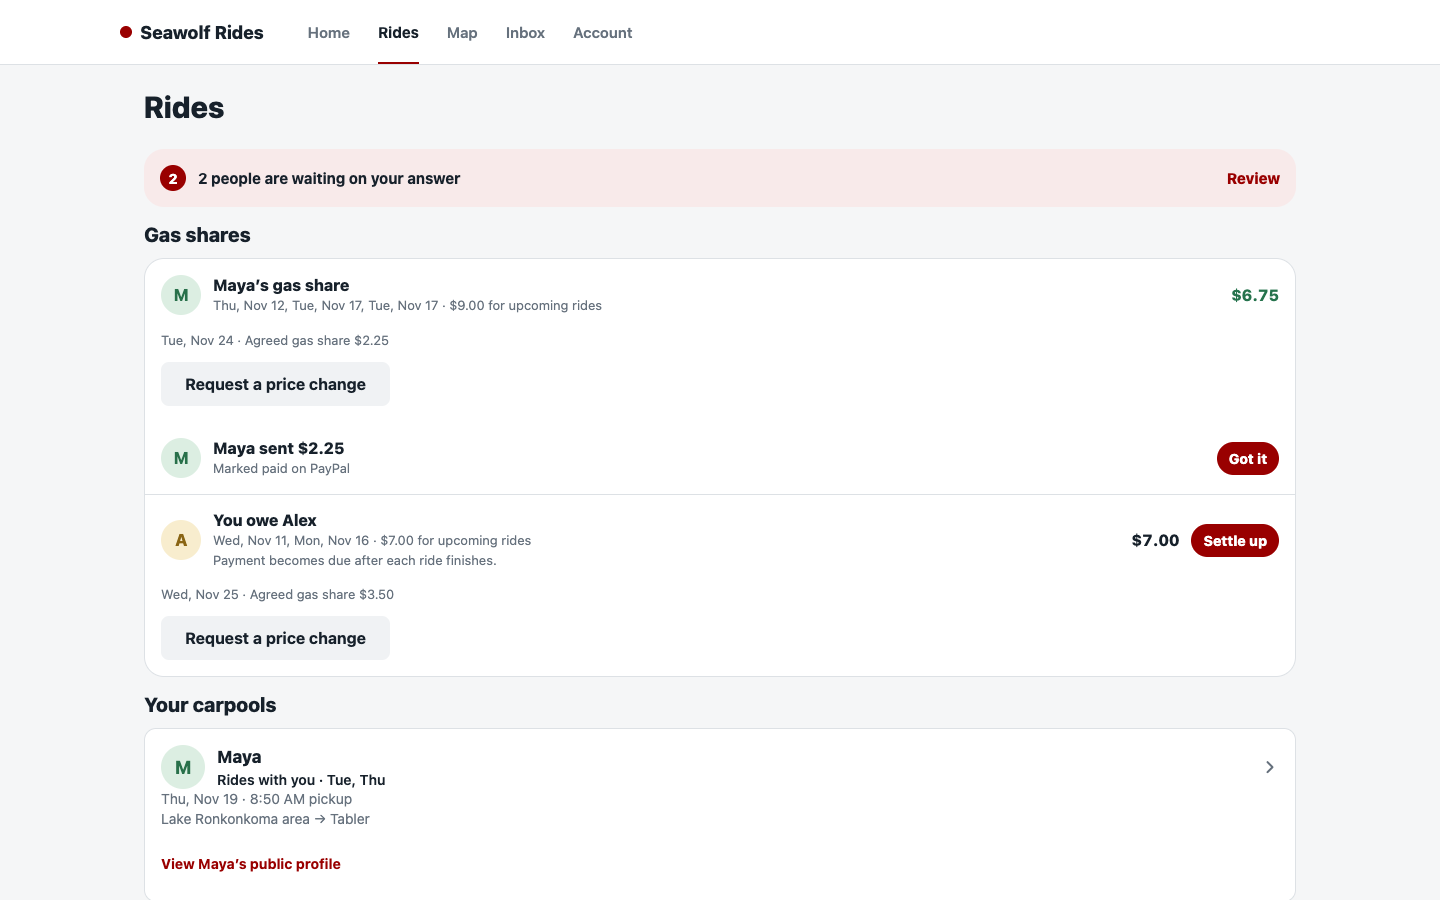 Seawolf Rides
Home
Rides
Map
Inbox
Account
Rides
2
2 people are waiting on your answer
Review
Gas shares
M
Maya’s gas share
Thu, Nov 12, Tue, Nov 17, Tue, Nov 17 · $9.00 for upcoming rides
$6.75
Tue, Nov 24 · Agreed gas share $2.25
Request a price change
M
Maya sent $2.25
Marked paid on PayPal
Got it
A
You owe Alex
Wed, Nov 11, Mon, Nov 16 · $7.00 for upcoming rides
Payment becomes due after each ride finishes.
$7.00
Settle up
Wed, Nov 25 · Agreed gas share $3.50
Request a price change
Your carpools
M
Maya
Rides with you · Tue, Thu
Thu, Nov 19 · 8:50 AM pickup
Lake Ronkonkoma area → Tabler
View Maya’s public profile